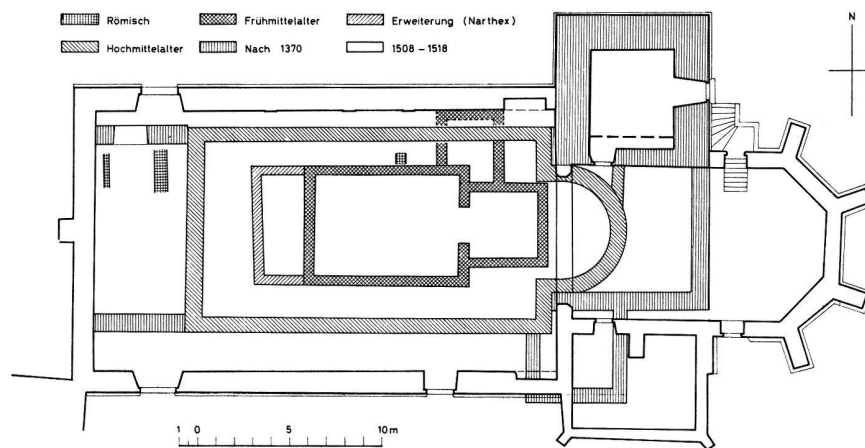 Römisch Frühmittelalter Erweiterung (Narthex)
Hochmittelalter Nach 1370 1508 – 1518
N
1 0 5 10 m